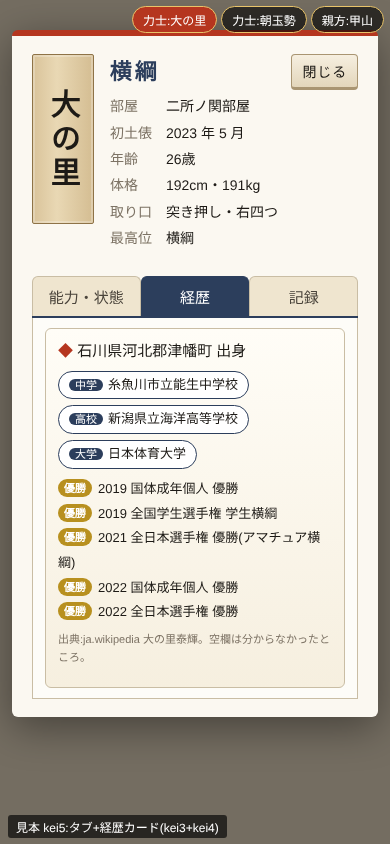 力士:大の里
力士:朝玉勢
親方:甲山
大の里
横綱
閉じる
部屋 二所ノ関部屋
初土俵 2023 年 5 月
年齢 26歳
体格 192cm・191kg
取り口 突き押し・右四つ
最高位 横綱
能力・状態
経歴
記録
◆ 石川県河北郡津幡町 出身
中学 糸魚川市立能生中学校
高校 新潟県立海洋高等学校
大学 日本体育大学
優勝 2019 国体成年個人 優勝
優勝 2019 全国学生選手権 学生横綱
優勝 2021 全日本選手権 優勝(アマチュア横
綱)
優勝 2022 国体成年個人 優勝
優勝 2022 全日本選手権 優勝
出典:ja.wikipedia 大の里泰輝。空欄は分からなかったと
ころ。
見本 kei5:タブ+経歴カード(kei3+kei4)